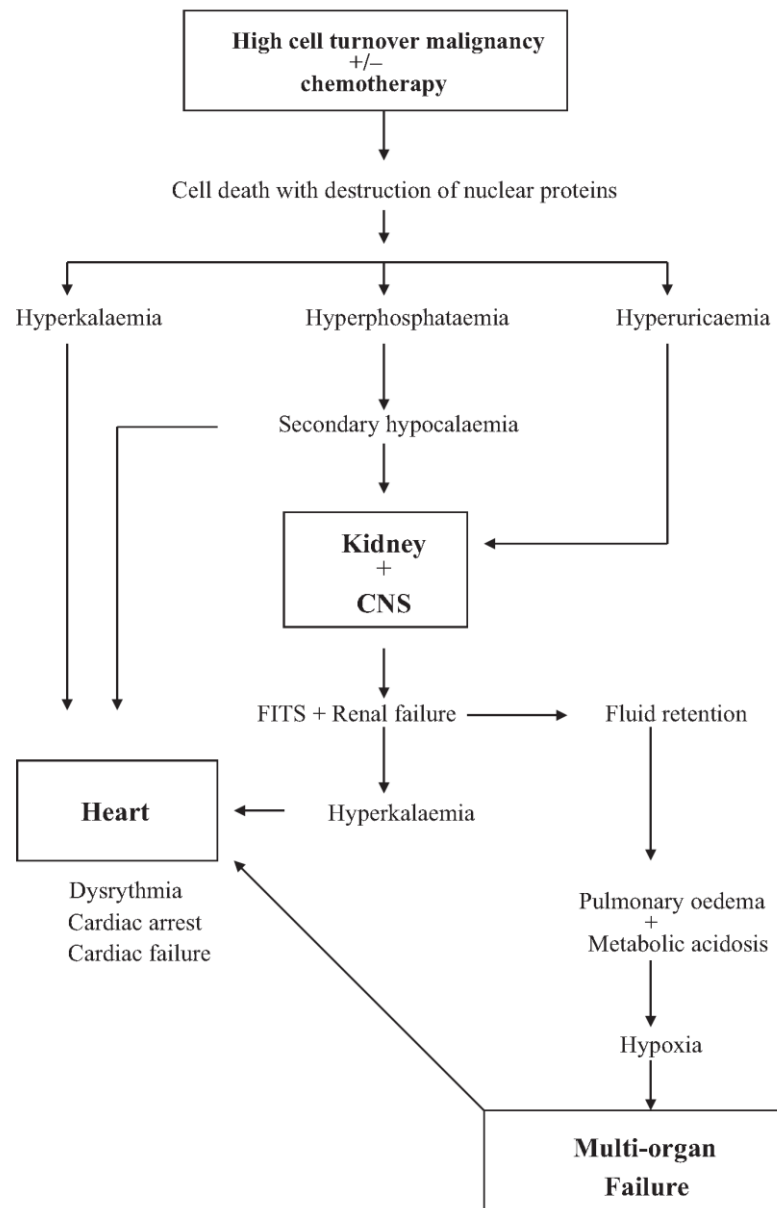 High cell turnover malignancy
+/–
chemotherapy
Cell death with destruction of nuclear proteins
Hyperkalaemia
Hyperphosphataemia
Hyperuricaemia
Secondary hypocalaemia
Kidney
+
CNS
FITS + Renal failure
Fluid retention
Heart
Hyperkalaemia
Dysrythmia
Cardiac arrest
Cardiac failure
Pulmonary oedema
+
Metabolic acidosis
Hypoxia
Multi-organ
Failure